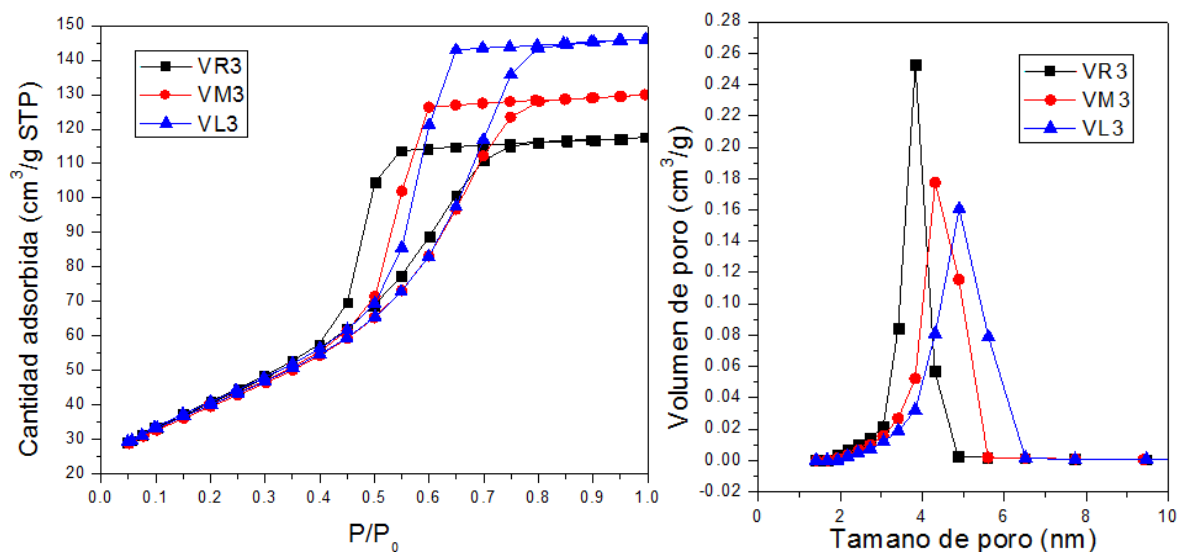 Cantidad adsorbida (cm³/g STP)
150
140
130
120
110
100
90
80
70
60
50
40
30
20
VR3
VM3
VL3
0.0 0.1 0.2 0.3 0.4 0.5 0.6 0.7 0.8 0.9 1.0
P/P₀
Volumen de poro (cm³/g)
0.28
0.26
0.24
0.22
0.20
0.18
0.16
0.14
0.12
0.10
0.08
0.06
0.04
0.02
0.00
-0.02
VR3
VM3
VL3
0 2 4 6 8 10
Tamano de poro (nm)